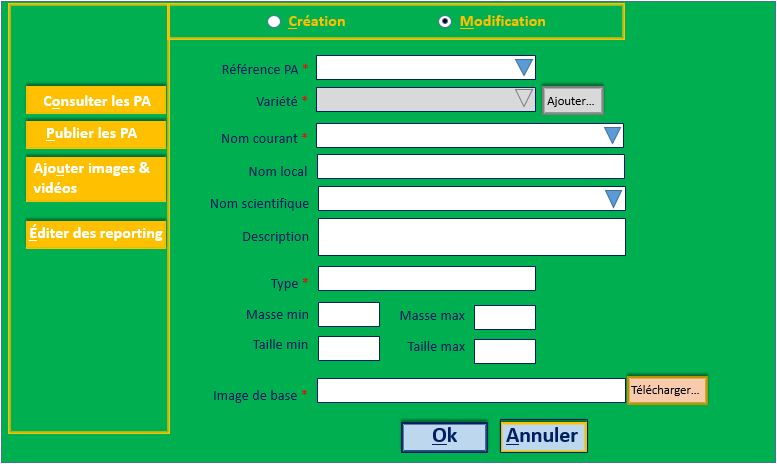 Création
Modification
Consulter les PA
Publier les PA
Ajouter images &
vidéos
Éditer des reporting
Référence PA *
Variété *
Ajouter...
Nom courant *
Nom local
Nom scientifique
Description
Type *
Masse min
Masse max
Taille min
Taille max
Image de base *
Télécharger...
Ok
Annuler